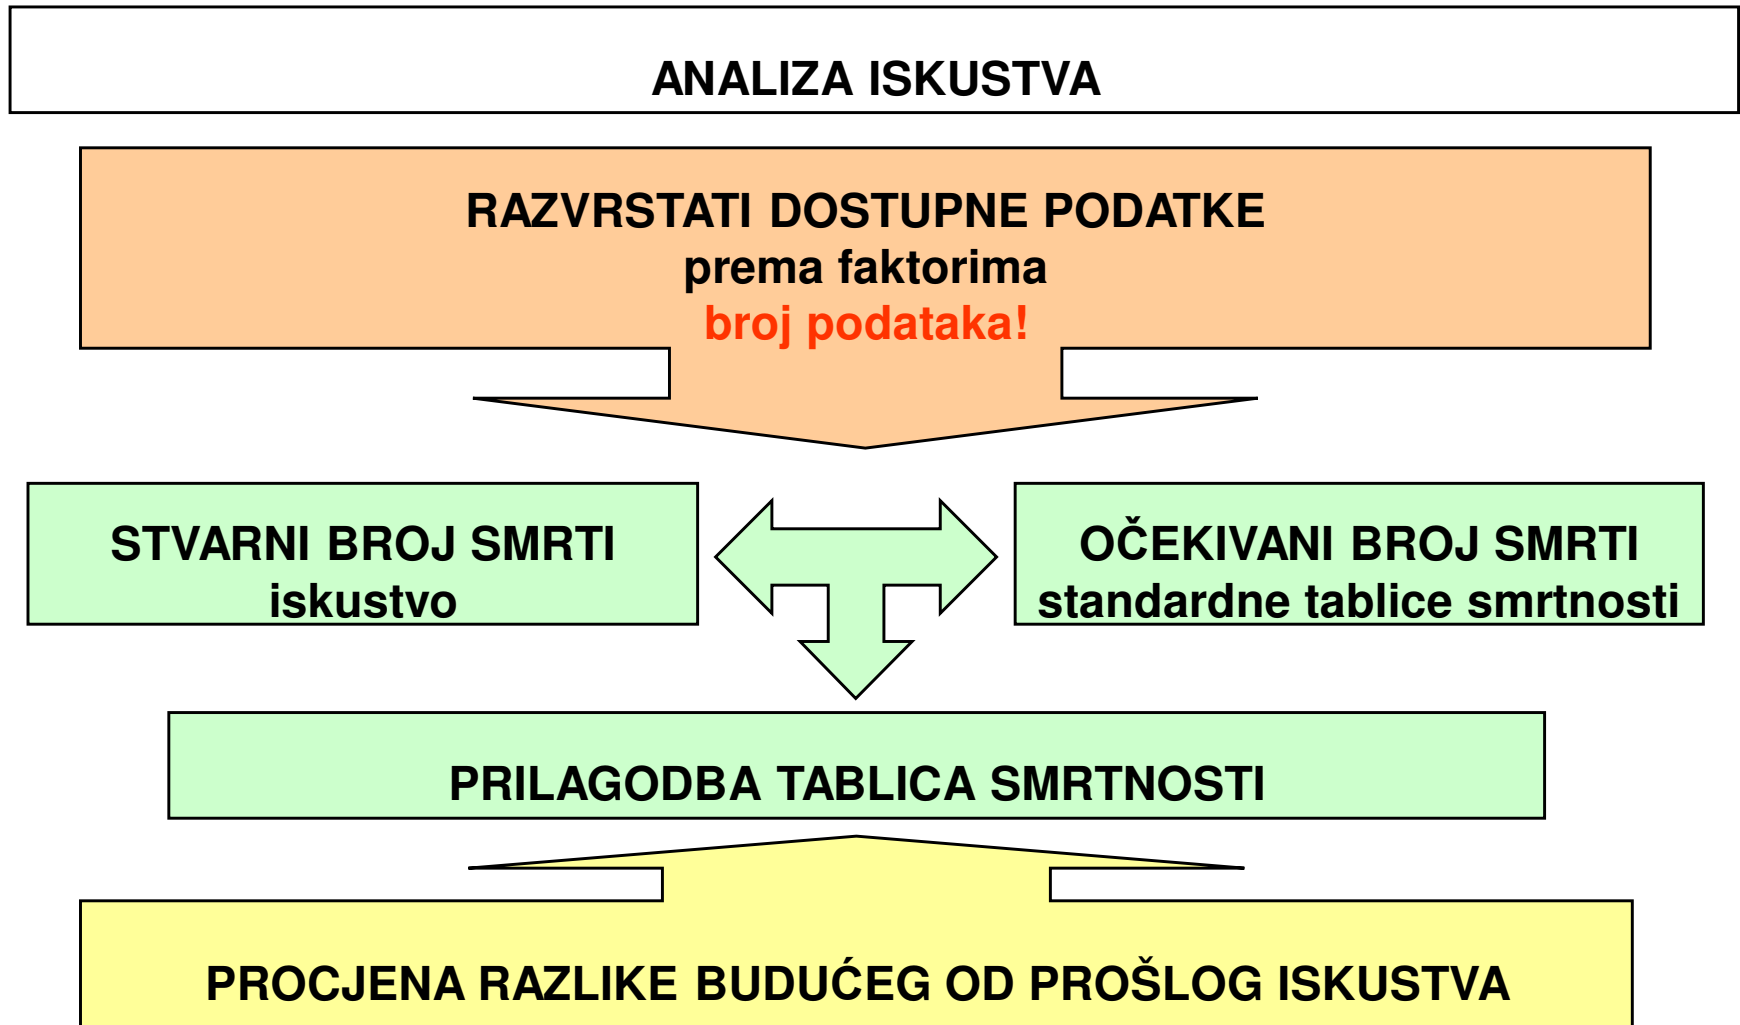 ANALIZA ISKUSTVA
RAZVRSTATI DOSTUPNE PODATKE
prema faktorima
broj podataka!
STVARNI BROJ SMRTI
iskustvo
OČEKIVANI BROJ SMRTI
standardne tablice smrtnosti
PRILAGODBA TABLICA SMRTNOSTI
PROCJENA RAZLIKE BUDUĆEG OD PROŠLOG ISKUSTVA